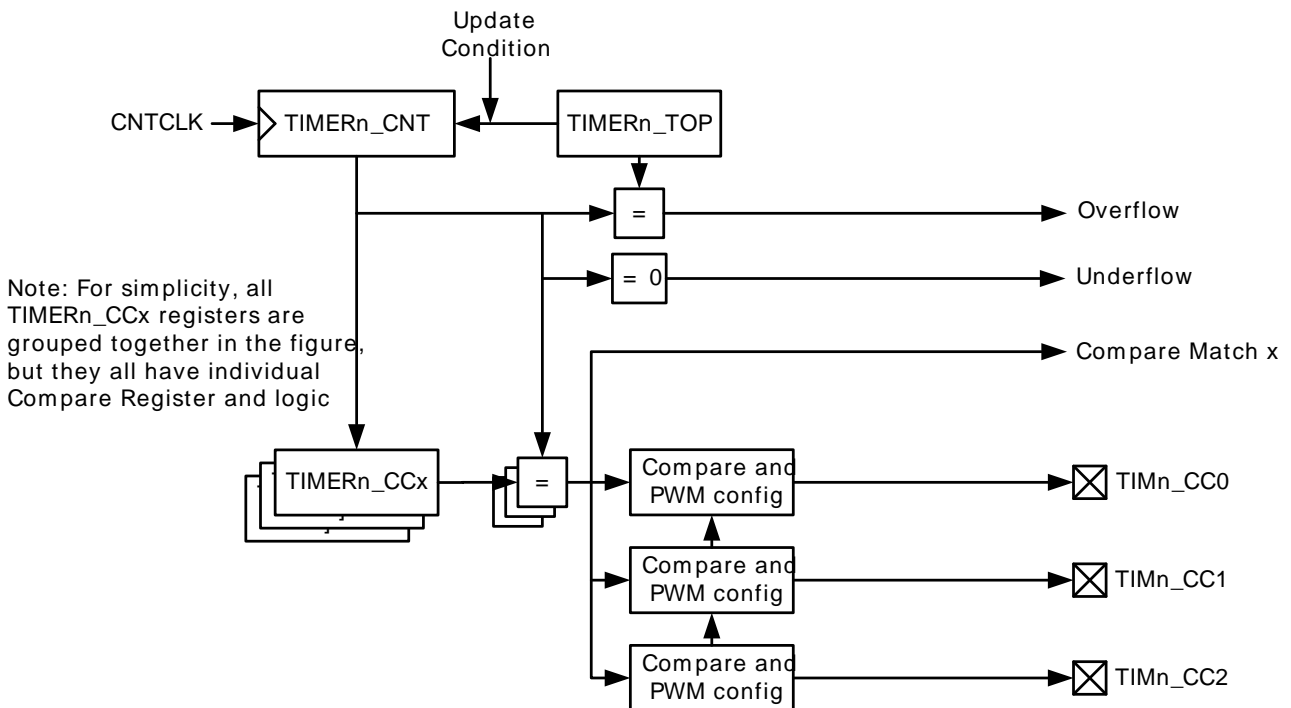 Update
Condition
CNTCLK
TIMERn_CNT
TIMERn_TOP
=
Overflow
= 0
Underflow
Note: For simplicity, all
TIMERn_CCx registers are
grouped together in the figure,
but they all have individual
Compare Register and logic
Compare Match x
TIMERn_CCx
=
Compare and
PWM config
TIMn_CC0
Compare and
PWM config
TIMn_CC1
Compare and
PWM config
TIMn_CC2